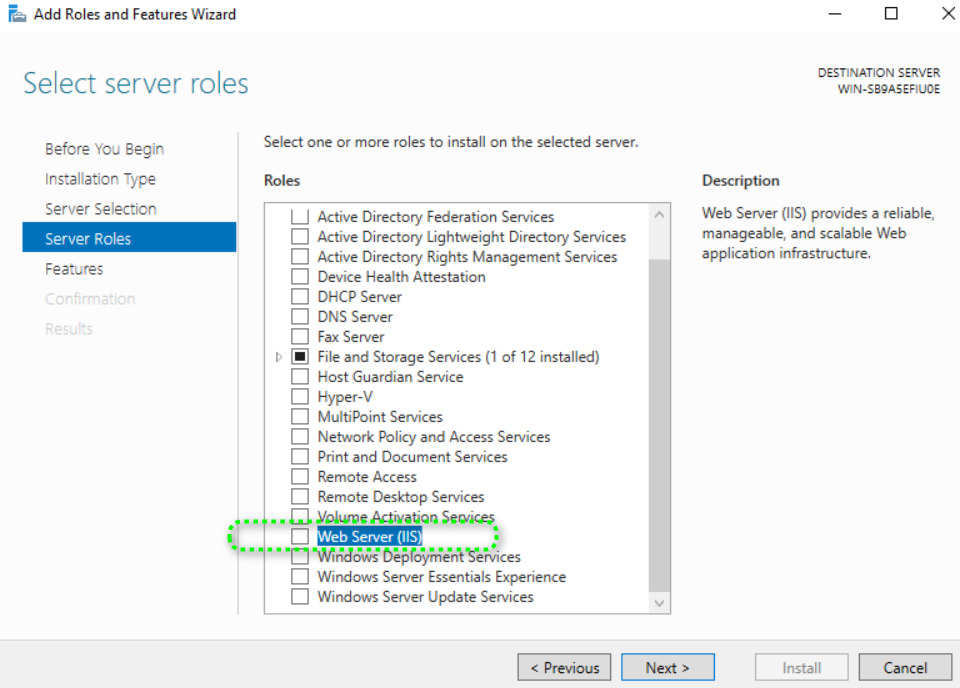 Add Roles and Features Wizard
Select server roles
DESTINATION SERVER
WIN-SB9A5EFIU0E
Before You Begin
Installation Type
Server Selection
Server Roles
Features
Confirmation
Results
Select one or more roles to install on the selected server.
Roles
Active Directory Federation Services
Active Directory Lightweight Directory Services
Active Directory Rights Management Services
Device Health Attestation
DHCP Server
DNS Server
Fax Server
File and Storage Services (1 of 12 installed)
Host Guardian Service
Hyper-V
MultiPoint Services
Network Policy and Access Services
Print and Document Services
Remote Access
Remote Desktop Services
Volume Activation Services
Web Server (IIS)
Windows Deployment Services
Windows Server Essentials Experience
Windows Server Update Services
Description
Web Server (IIS) provides a reliable,
manageable, and scalable Web
application infrastructure.
< Previous
Next >
Install
Cancel